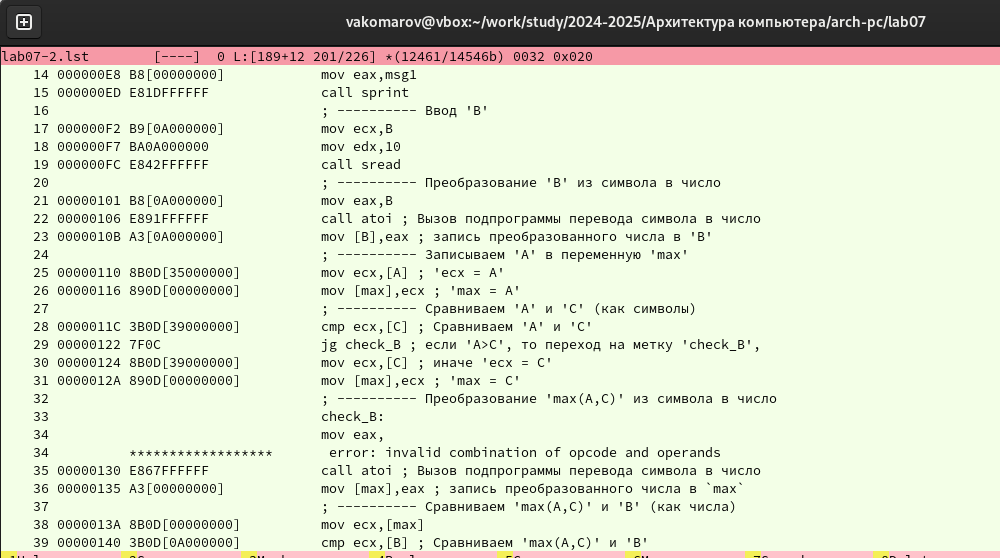 vakomarov@vbox:~/work/study/2024-2025/Архитектура компьютера/arch-pc/lab07
lab07-2.lst        [----]  0 L:[189+12 201/226] *(12461/14546b) 0032 0x020
14 000000E8 B8[00000000]            mov eax,msg1
15 000000ED E81DFFFFFF              call sprint
16                                  ; ---------- Ввод 'B'
17 000000F2 B9[0A000000]            mov ecx,B
18 000000F7 BA0A000000              mov edx,10
19 000000FC E842FFFFFF              call sread
20                                  ; ---------- Преобразование 'B' из символа в число
21 00000101 B8[0A000000]            mov eax,B
22 00000106 E891FFFFFF              call atoi ; Вызов подпрограммы перевода символа в число
23 0000010B A3[0A000000]            mov [B],eax ; запись преобразованного числа в 'B'
24                                  ; ---------- Записываем 'A' в переменную 'max'
25 00000110 8B0D[35000000]          mov ecx,[A] ; 'ecx = A'
26 00000116 890D[00000000]          mov [max],ecx ; 'max = A'
27                                  ; ---------- Сравниваем 'A' и 'С' (как символы)
28 0000011C 3B0D[39000000]          cmp ecx,[C] ; Сравниваем 'A' и 'С'
29 00000122 7F0C                    jg check_B ; если 'A>C', то переход на метку 'check_B',
30 00000124 8B0D[39000000]          mov ecx,[C] ; иначе 'ecx = C'
31 0000012A 890D[00000000]          mov [max],ecx ; 'max = C'
32                                  ; ---------- Преобразование 'max(A,C)' из символа в число
33                                  check_B:
34                                  mov eax,
34          ******************       error: invalid combination of opcode and operands
35 00000130 E867FFFFFF              call atoi ; Вызов подпрограммы перевода символа в число
36 00000135 A3[00000000]            mov [max],eax ; запись преобразованного числа в `max`
37                                  ; ---------- Сравниваем 'max(A,C)' и 'B' (как числа)
38 0000013A 8B0D[00000000]          mov ecx,[max]
39 00000140 3B0D[0A000000]          cmp ecx,[B] ; Сравниваем 'max(A,C)' и 'B'